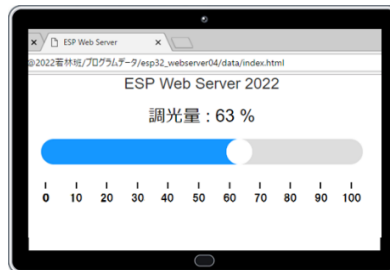 ESP Web Server
@2022若林班/プログラムデータ/esp32_webserver04/data/index.html
ESP Web Server 2022
調光量 : 63 %
0 10 20 30 40 50 60 70 80 90 100